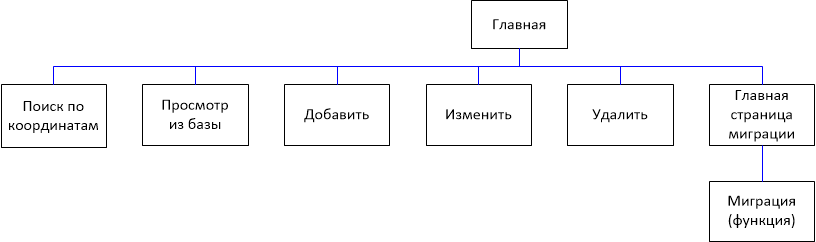 Главная
Поиск по
координатам
Просмотр
из базы
Добавить
Изменить
Удалить
Главная
страница
миграции
Миграция
(функция)